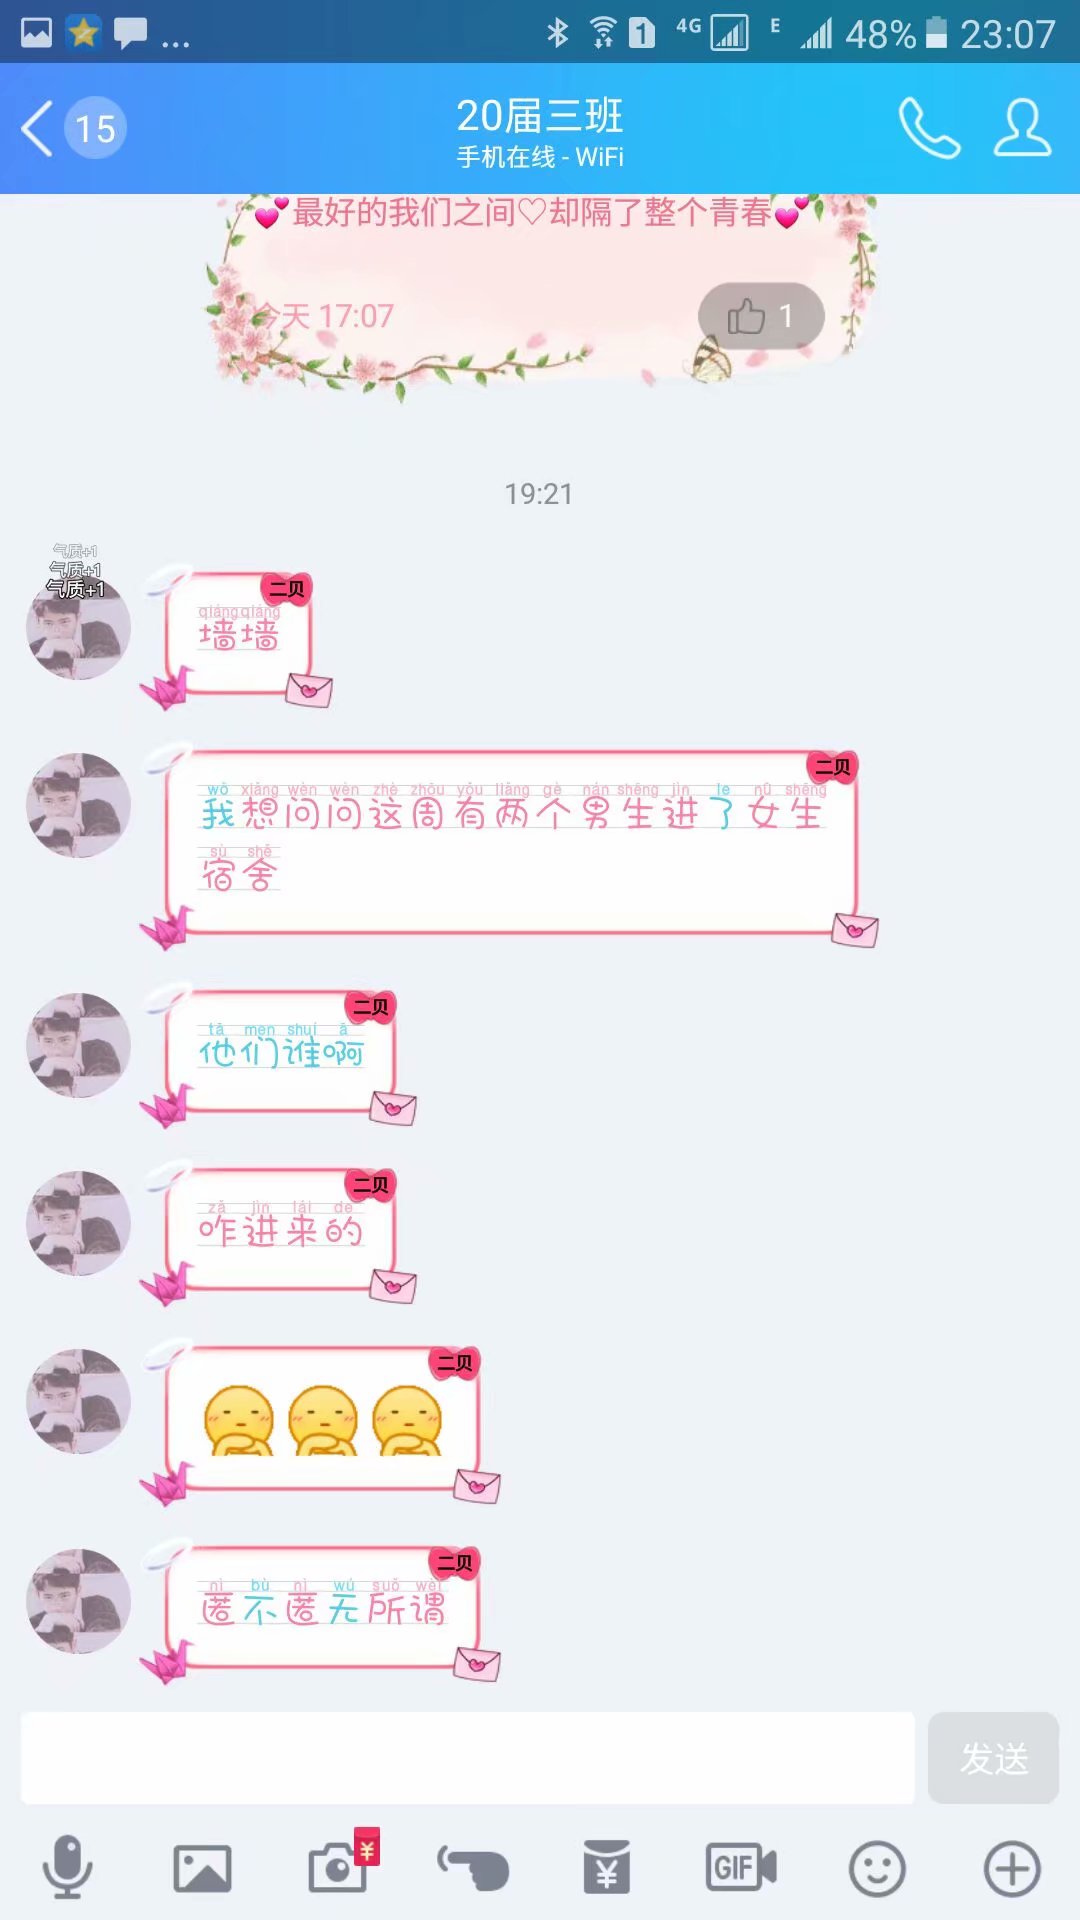 4G E 48% 23:07
15
20届三班
手机在线 - WiFi
💕最好的我们之间♡却隔了整个青春💕
今天 17:07
1
19:21
气质+1
气质+1
气质+1
二贝
qiáng qiáng
墙墙
二贝
wǒ xiǎng wèn wèn zhè zhōu yǒu liǎng gè nán shēng jìn le nǚ shēng
我想问问这周有两个男生进了女生
sù shè
宿舍
二贝
tā men shuí ā
他们谁啊
二贝
zǎ jìn lái de
咋进来的
二贝
二贝
nì bù nì wú suǒ wèi
匿不匿无所谓
发送
GIF